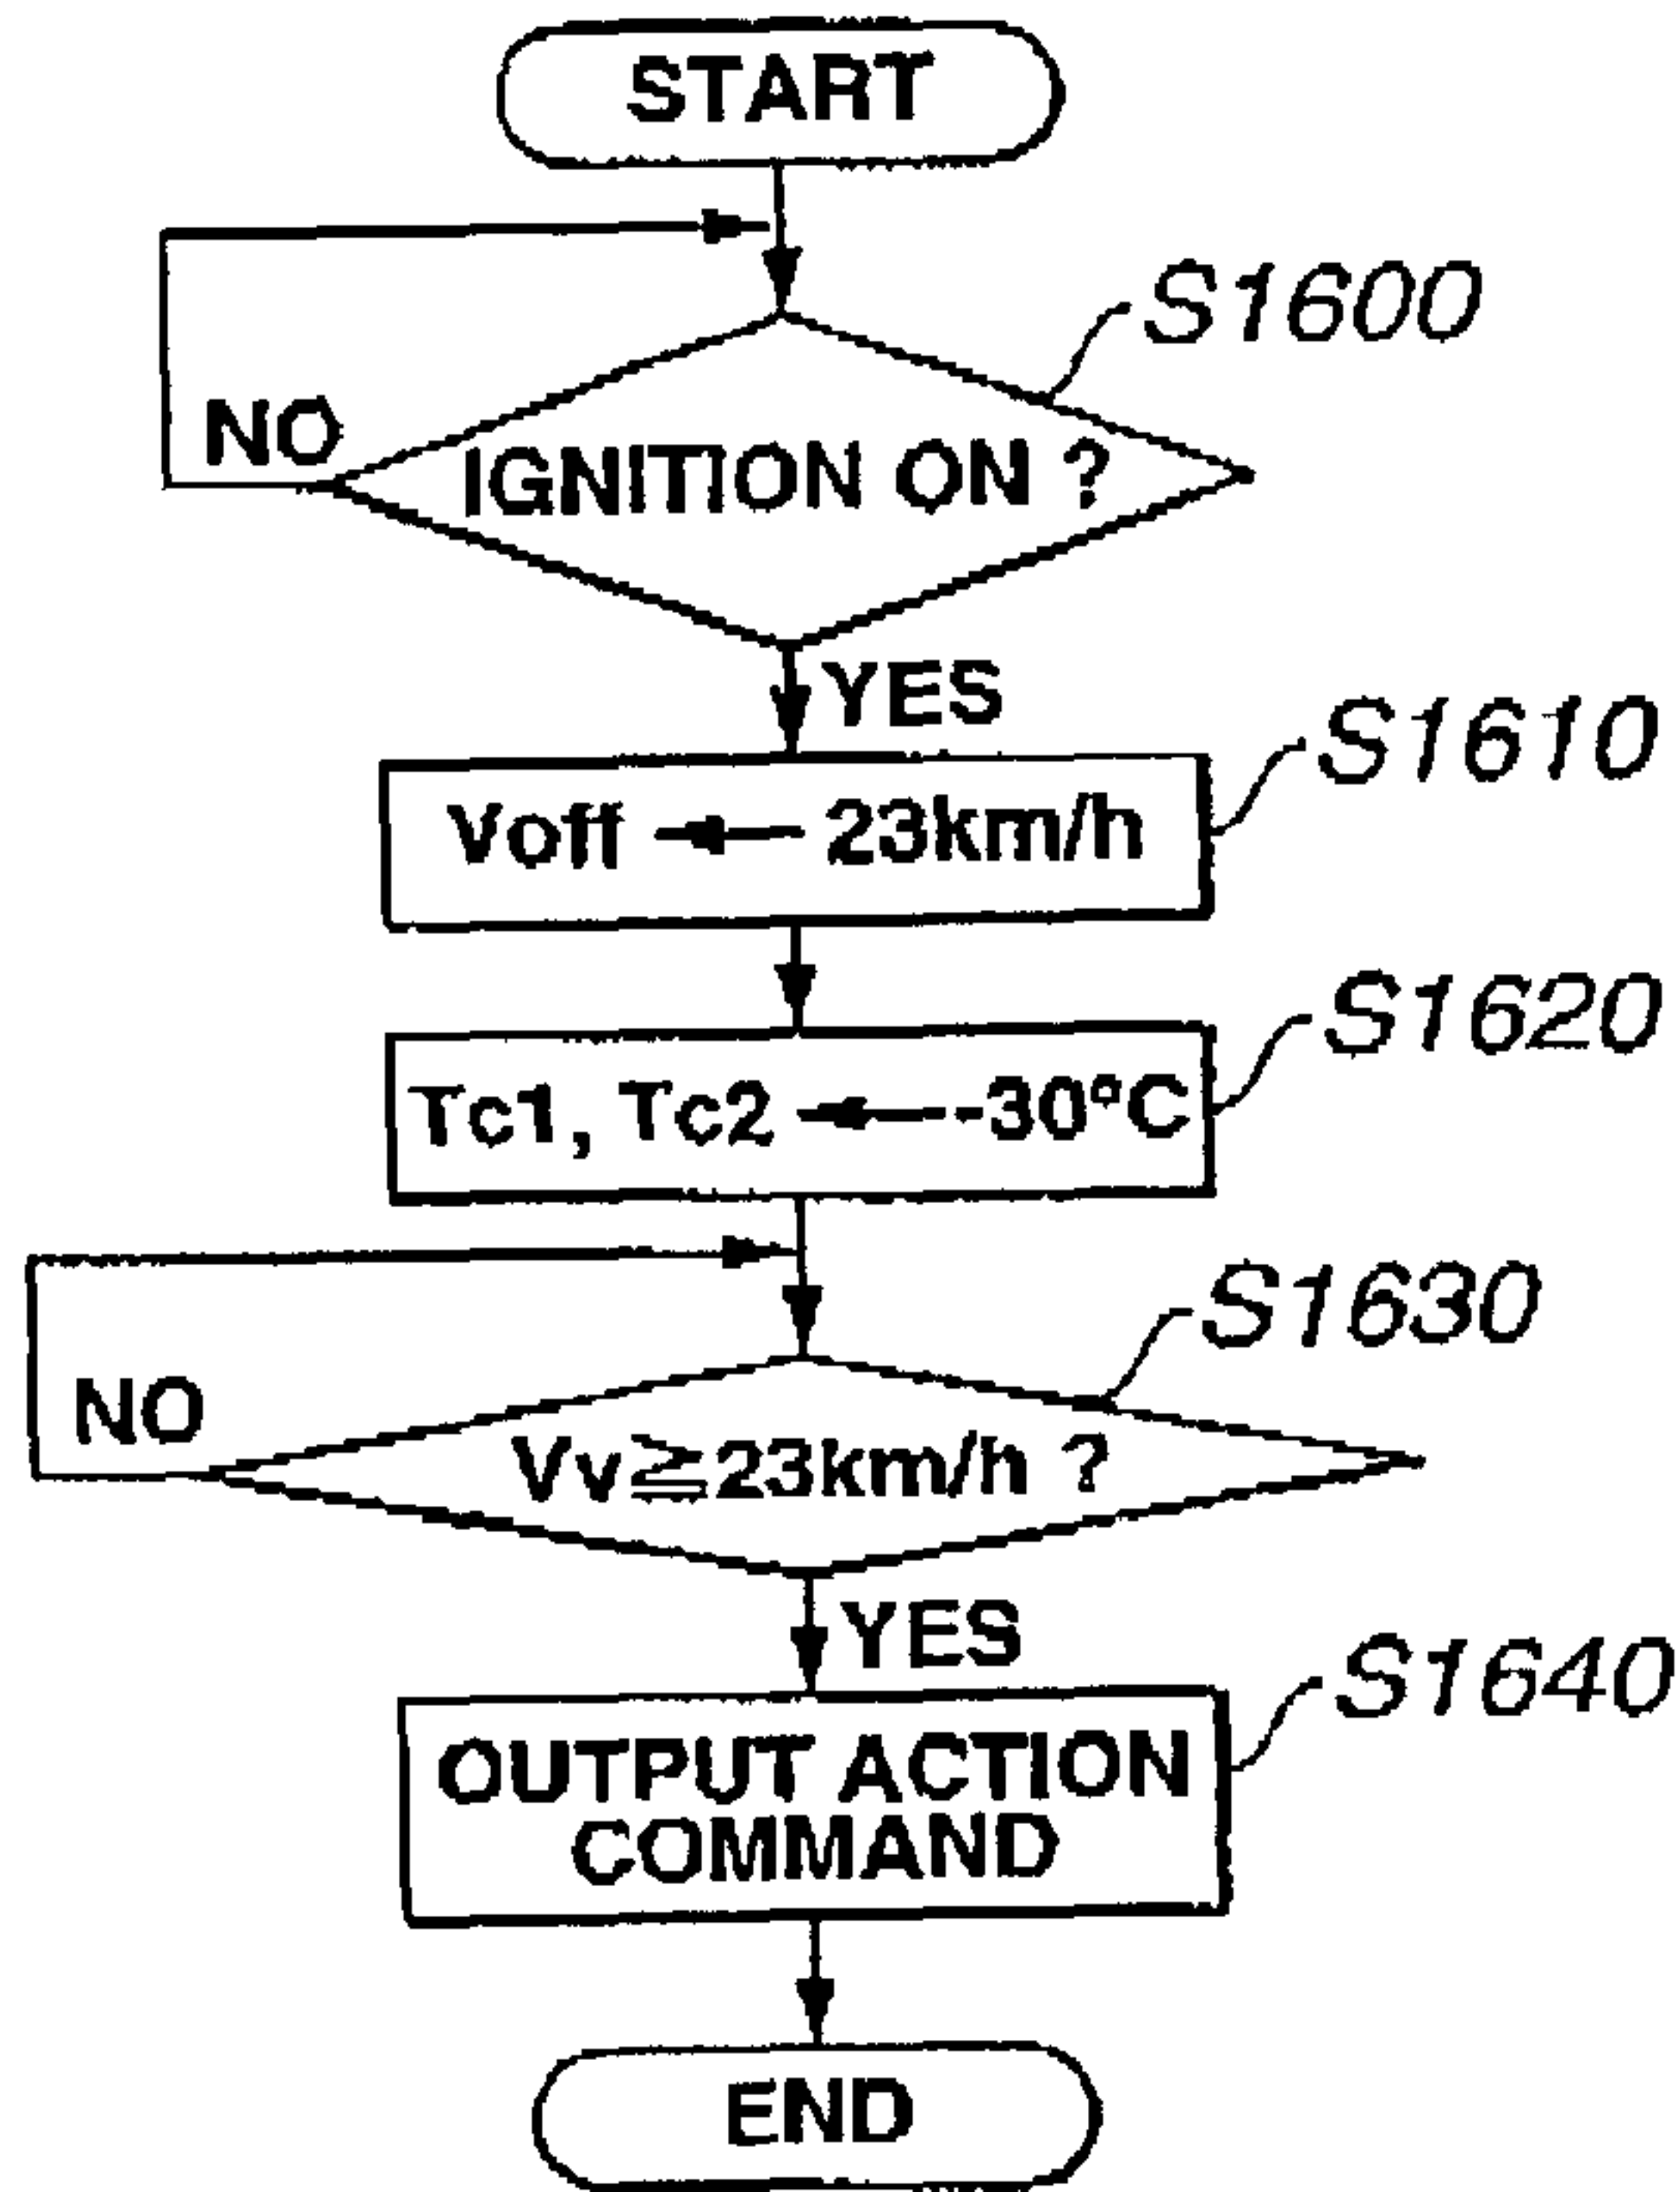 START
S1600
NO
IGNITION ON ?
YES
S1610
Voff ← 23km/h
S1620
Tc1, Tc2 ← -30°C
S1630
NO
Vv≧23km/h ?
YES
S1640
OUTPUT ACTION
COMMAND
END